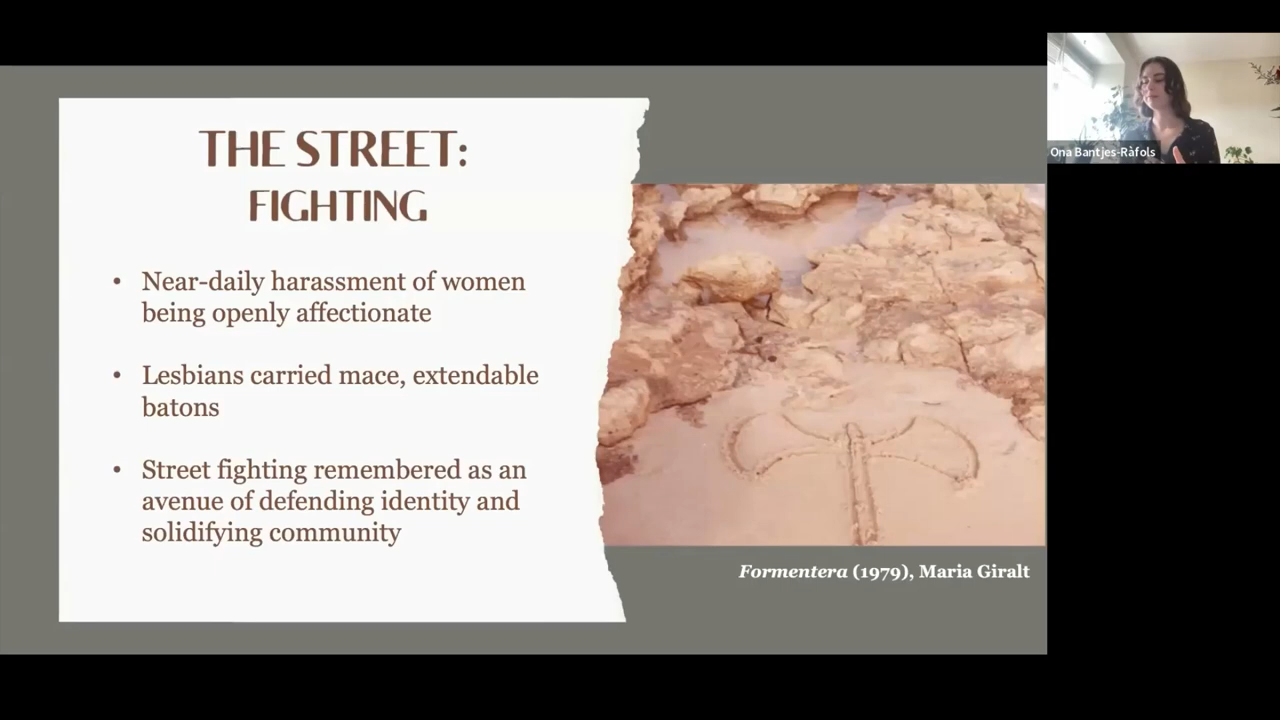 THE STREET:
FIGHTING
• Near-daily harassment of women
being openly affectionate
• Lesbians carried mace, extendable
batons
• Street fighting remembered as an
avenue of defending identity and
solidifying community
Formentera (1979), Maria Giralt
Ona Bantjes-Ràfols